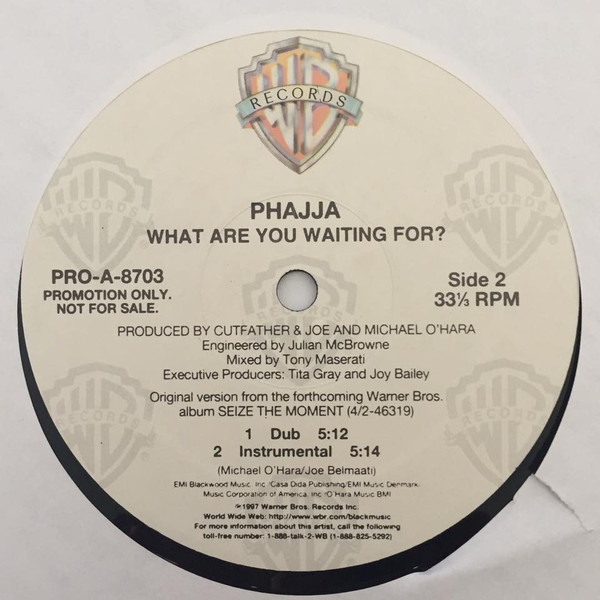 WB
RECORDS
PHAJJA
WHAT ARE YOU WAITING FOR?
PRO-A-8703
PROMOTION ONLY.
NOT FOR SALE.
Side 2
33⅓ RPM
PRODUCED BY CUTFATHER & JOE AND MICHAEL O'HARA
Engineered by Julian McBrowne
Mixed by Tony Maserati
Executive Producers: Tita Gray and Joy Bailey
Original version from the forthcoming Warner Bros.
album SEIZE THE MOMENT (4/2-46319)
1 Dub 5:12
2 Instrumental 5:14
(Michael O'Hara/Joe Belmaati)
EMI Blackwood Music, Inc./Casa Dida Publishing/EMI Music Denmark/
Music Corporation of America, Inc./O'Hara Music BMI
℗ 1997 Warner Bros. Records Inc.
World Wide Web: http://www.wbr.com/blackmusic
For more information about this artist, call the following
toll-free number: 1-888-talk-2-WB (1-888-825-5292)